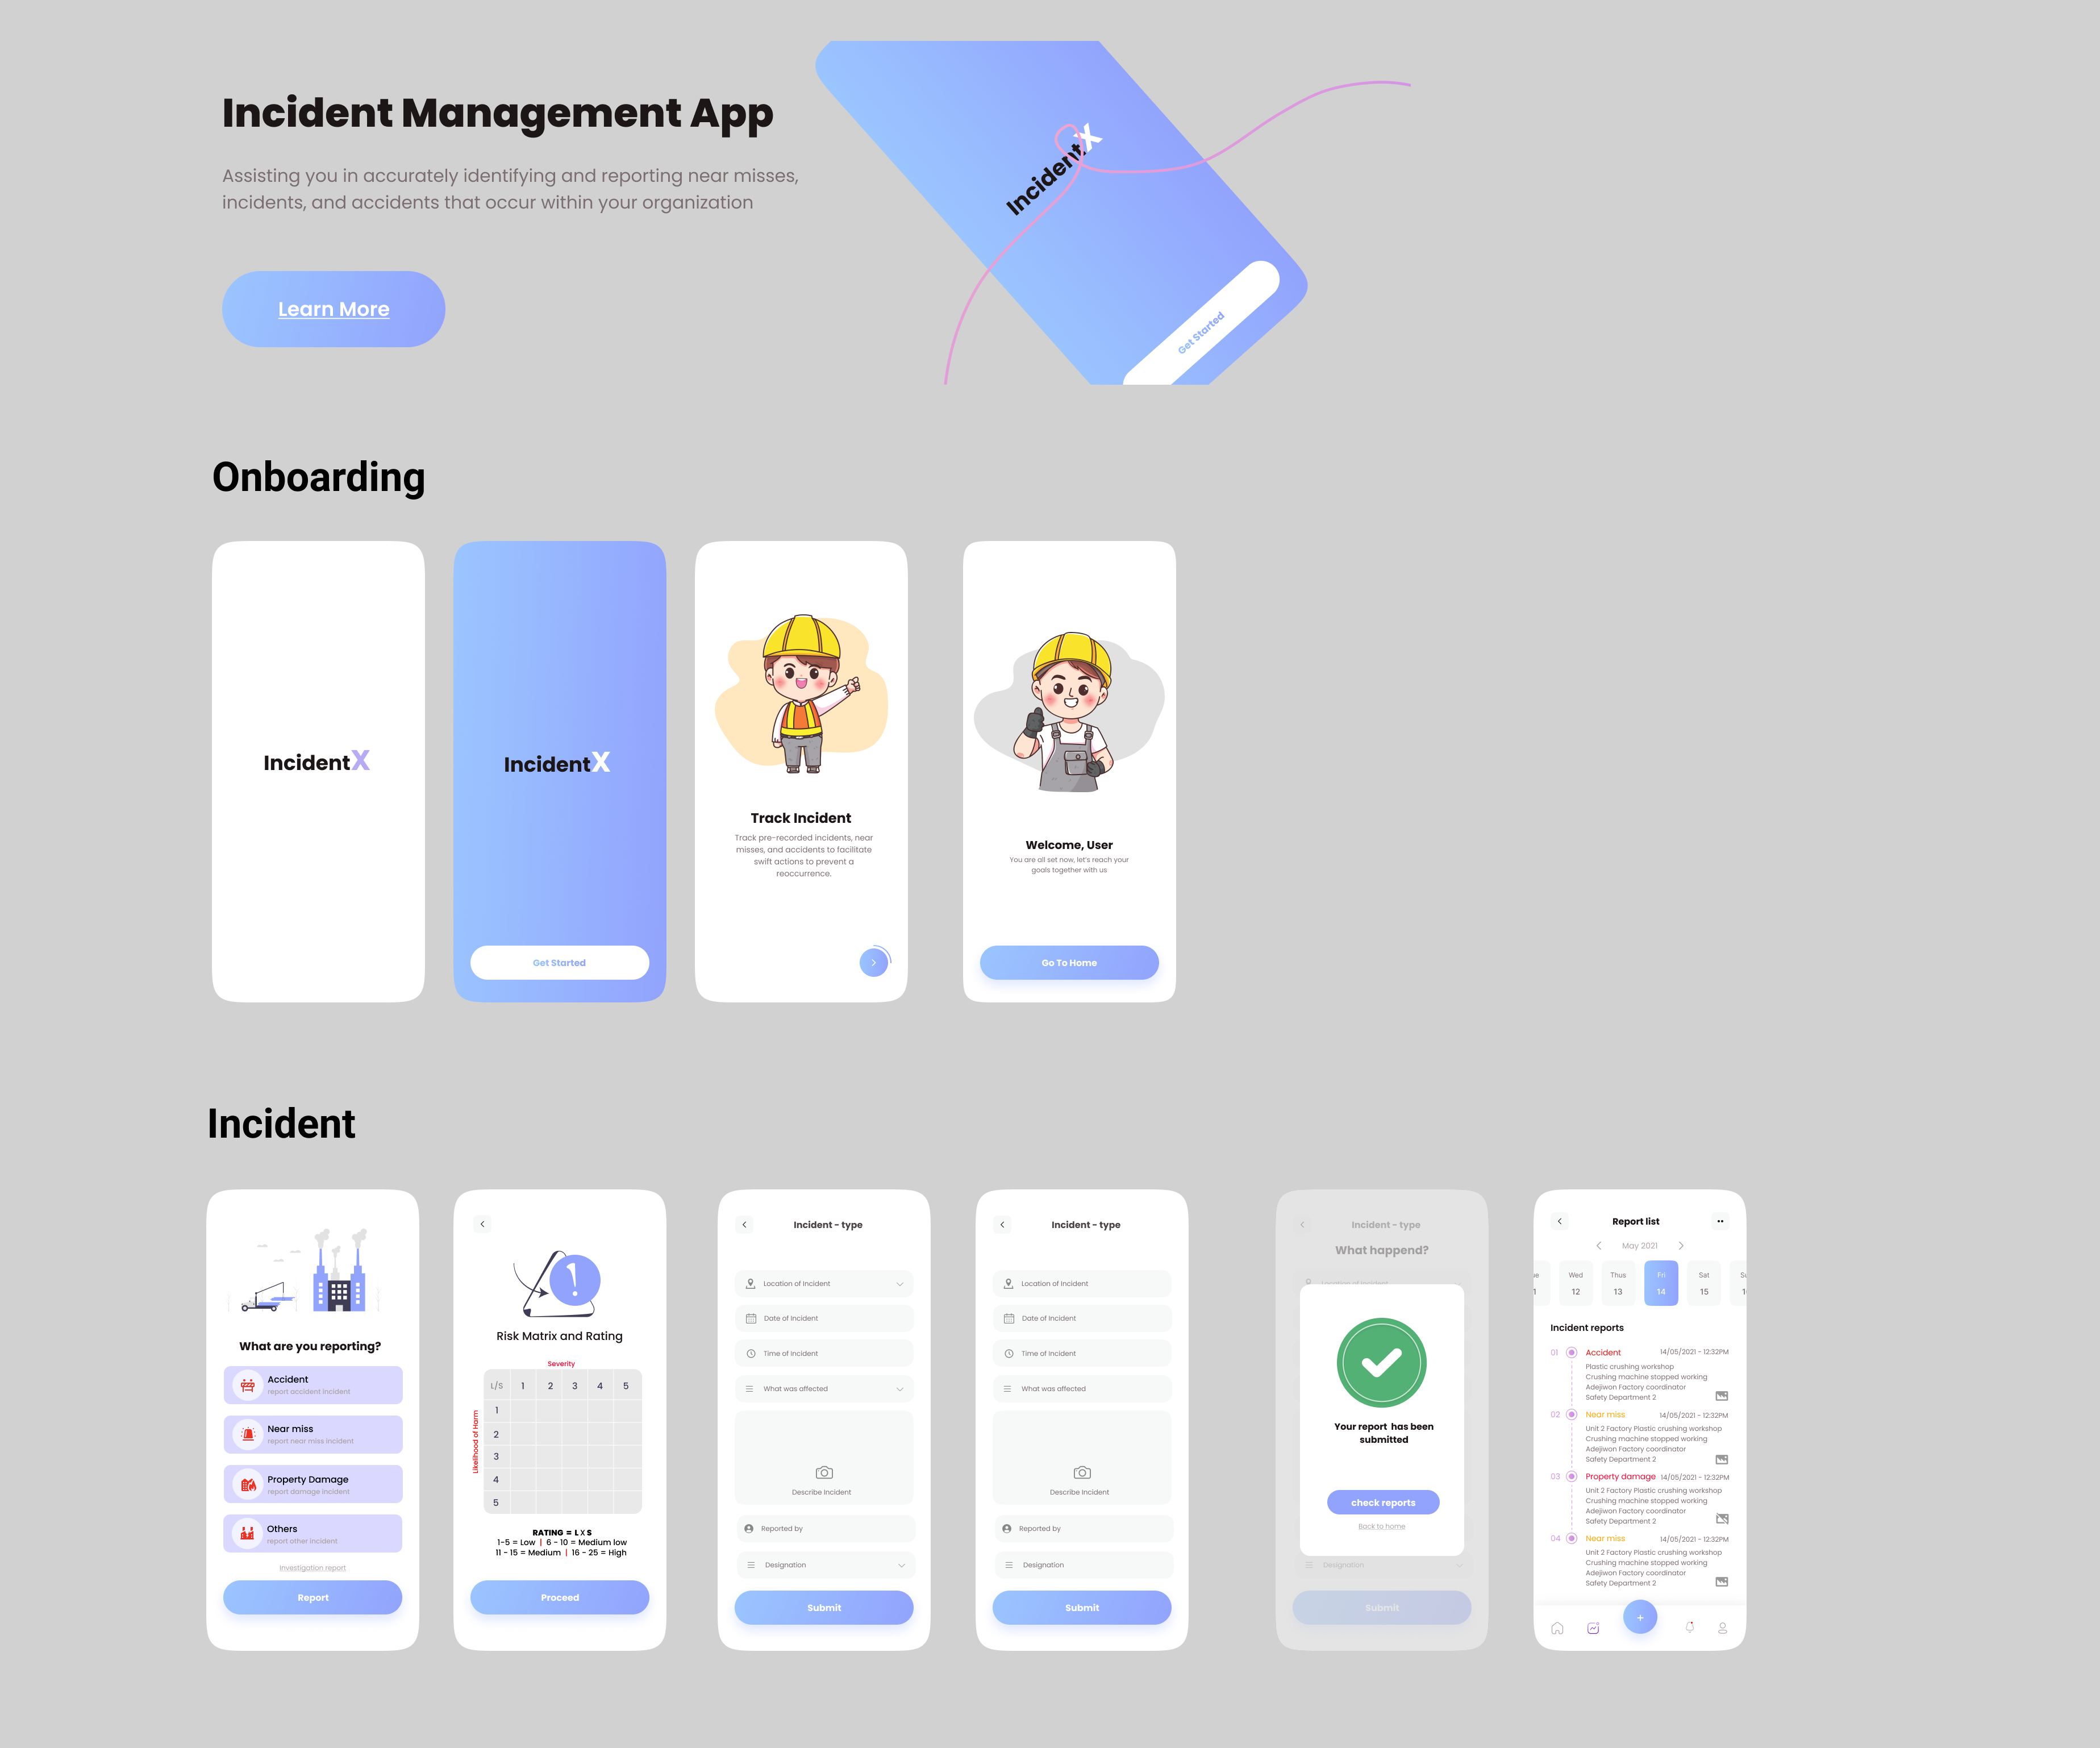 Incident Management App
Assisting you in accurately identifying and reporting near misses,
incidents, and accidents that occur within your organization
Learn More
IncidentX
Get Started
Onboarding
IncidentX
IncidentX
Get Started
Track Incident
Track pre-recorded incidents, near
misses, and accidents to facilitate
swift actions to prevent a
reoccurrence.
Welcome, User
You are all set now, let's reach your
goals together with us
Go To Home
Incident
What are you reporting?
Accident
report accident incident
Near miss
report near miss incident
Property Damage
report damage incident
Others
report other incident
Investigation report
Report
Risk Matrix and Rating
Severity
Likelihood of Harm
L/S 1 2 3 4 5
1
2
3
4
5
RATING = L X S
1-5 = Low | 6 - 10 = Medium low
11 - 15 = Medium | 16 - 25 = High
Proceed
Incident - type
Location of Incident
Date of Incident
Time of Incident
What was affected
Describe Incident
Reported by
Designation
Submit
Incident - type
Location of Incident
Date of Incident
Time of Incident
What was affected
Describe Incident
Reported by
Designation
Submit
Incident - type
What happend?
Location of Incident
Your report has been
submitted
check reports
Back to home
Designation
Submit
Report list
May 2021
Wed Thus Fri Sat
12 13 14 15
Incident reports
01 Accident 14/05/2021 - 12:32PM
Plastic crushing workshop
Crushing machine stopped working
Adejiwon Factory coordinator
Safety Department 2
02 Near miss 14/05/2021 - 12:32PM
Unit 2 Factory Plastic crushing workshop
Crushing machine stopped working
Adejiwon Factory coordinator
Safety Department 2
03 Property damage 14/05/2021 - 12:32PM
Unit 2 Factory Plastic crushing workshop
Crushing machine stopped working
Adejiwon Factory coordinator
Safety Department 2
04 Near miss 14/05/2021 - 12:32PM
Unit 2 Factory Plastic crushing workshop
Crushing machine stopped working
Adejiwon Factory coordinator
Safety Department 2
+